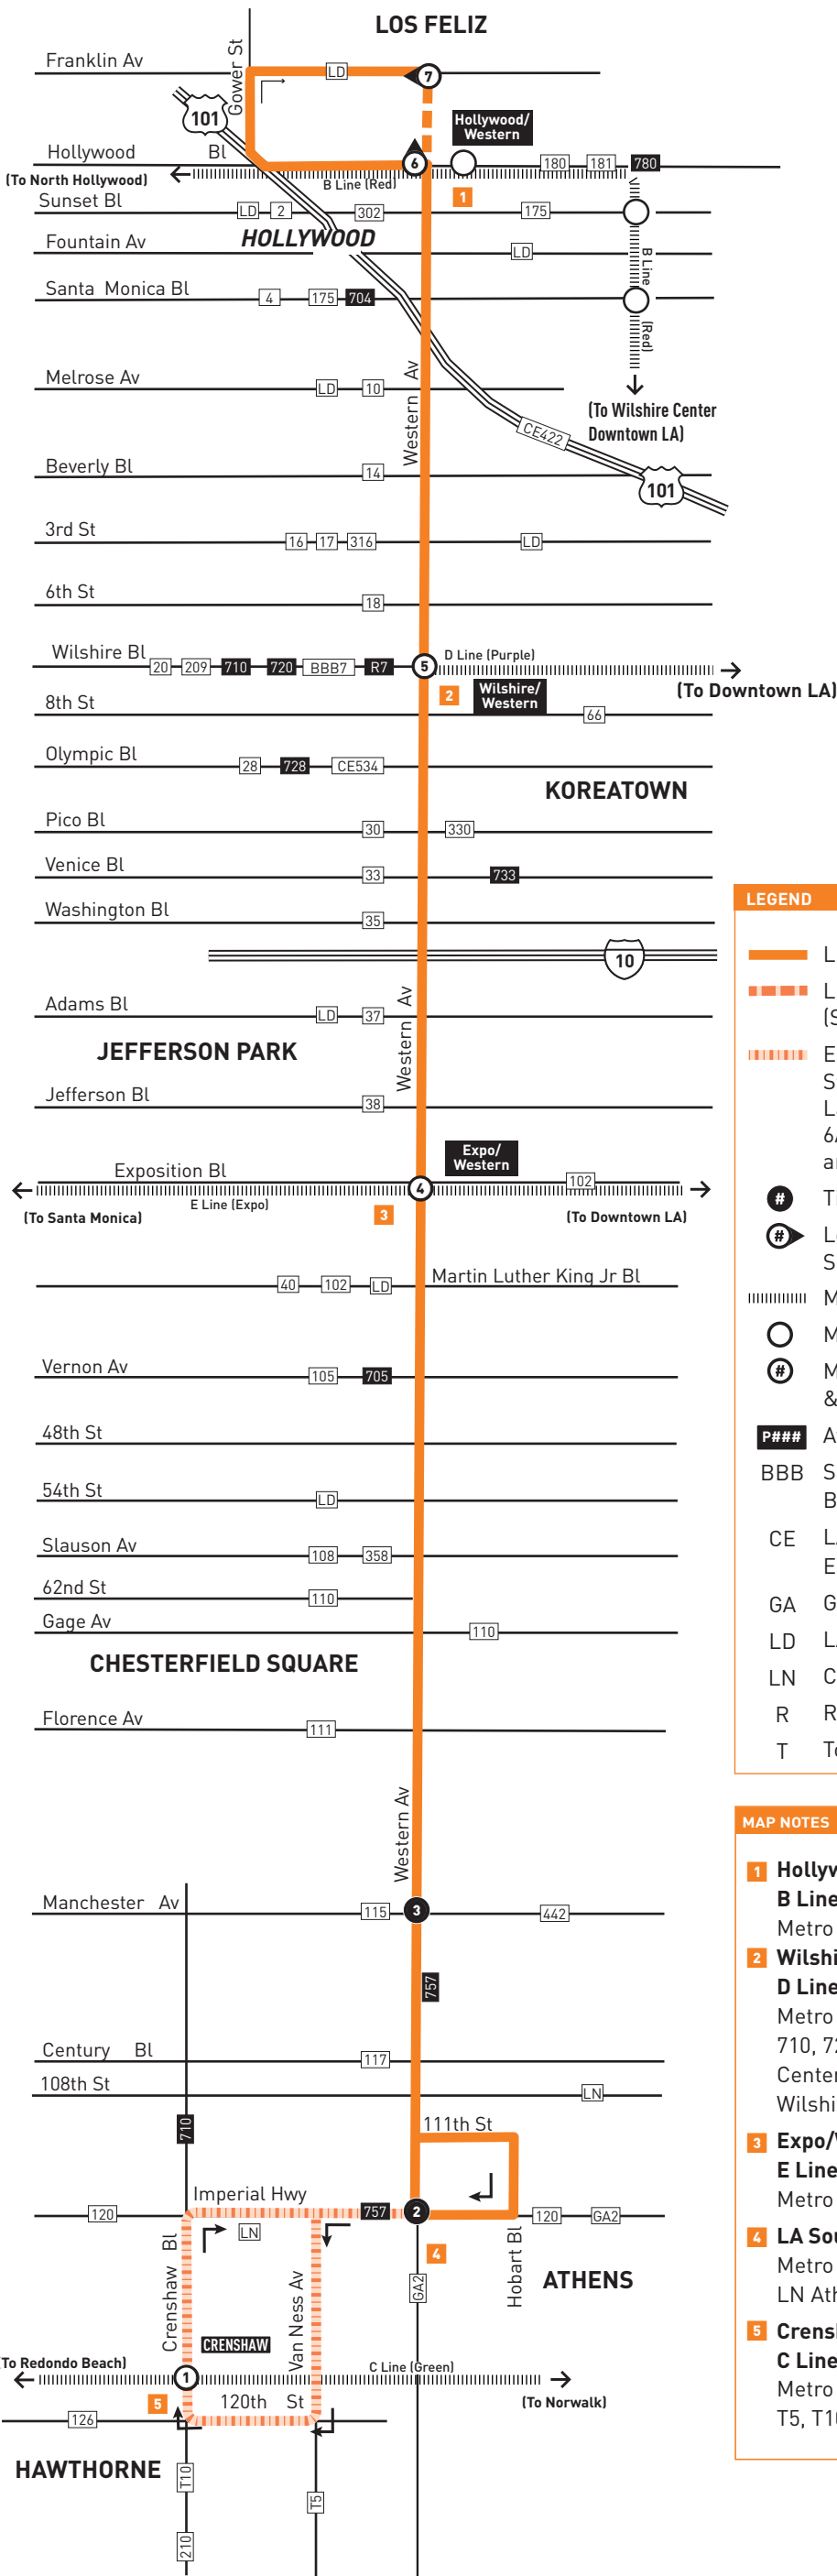 LOS FELIZ
Franklin Av
Gower St
LD
7
101
Hollywood/
Western
Hollywood Bl
6
180 181 780
(To North Hollywood)
B Line (Red)
1
Sunset Bl
LD 2 302 175
HOLLYWOOD
Fountain Av
LD
B Line (Red)
Santa Monica Bl
4 175 704
Western Av
Melrose Av
LD 10
(To Wilshire Center
Downtown LA)
CE422
Beverly Bl
14
101
3rd St
16 17 316 LD
6th St
18
Wilshire Bl
20 209 710 720 BBB7 R7 5
D Line (Purple)
2
Wilshire/
Western
(To Downtown LA)
8th St
66
Olympic Bl
28 728 CE534
KOREATOWN
Pico Bl
30 330
Venice Bl
33 733
Washington Bl
35
10
Adams Bl
LD 37
Western Av
JEFFERSON PARK
Jefferson Bl
38
Expo/
Western
Exposition Bl
102
4
E Line (Expo)
(To Santa Monica)
3
(To Downtown LA)
Martin Luther King Jr Bl
40 102 LD
Vernon Av
105 705
48th St
54th St
LD
Slauson Av
108 358
62nd St
110
Gage Av
110
CHESTERFIELD SQUARE
Florence Av
111
Western Av
Manchester Av
115 3 442
757
Century Bl
117
108th St
LN
710
111th St
Imperial Hwy
120 757 2 120 GA2
LN
4
Crenshaw Bl
Van Ness Av
GA2
Hobart Bl
ATHENS
CRENSHAW
(To Redondo Beach)
1
C Line (Green)
5
120th St
(To Norwalk)
126
HAWTHORNE
T10
T5
210
LEGEND
L
L
(S
E
S
L
6
a
#
T
#
L
S
M
M
#
M
&
P### A
BBB S
B
CE L
E
GA G
LD L
LN C
R R
T T
MAP NOTES
1 Hollyw
B Line
Metro
2 Wilshi
D Line
Metro
710, 72
Center
Wilshi
3 Expo/
E Line
Metro
4 LA Sou
Metro
LN Ath
5 Crensh
C Line
Metro
T5, T1